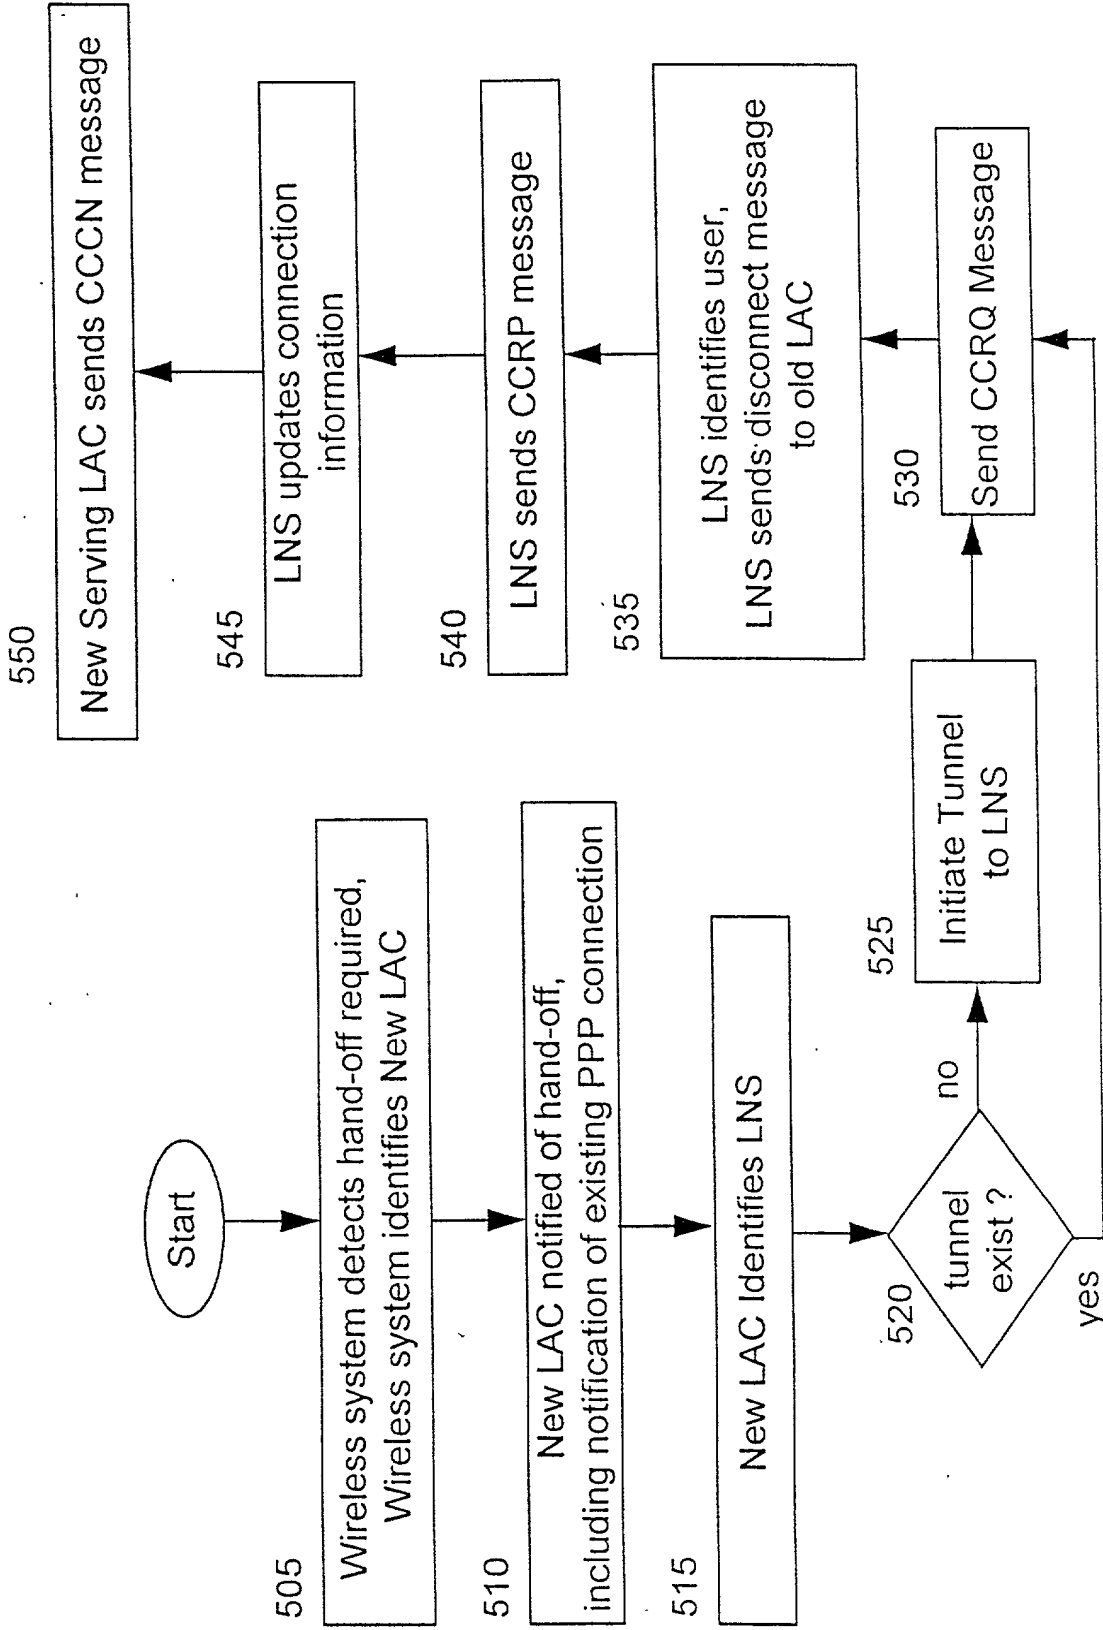 Start
505
Wireless system detects hand-off required,
Wireless system identifies New LAC
510
New LAC notified of hand-off,
including notification of existing PPP connection
515
New LAC Identifies LNS
520
tunnel
exist ?
no
yes
525
Initiate Tunnel
to LNS
530
Send CCRQ Message
535
LNS identifies user,
LNS sends disconnect message
to old LAC
540
LNS sends CCRP message
545
LNS updates connection
information
550
New Serving LAC sends CCCN message